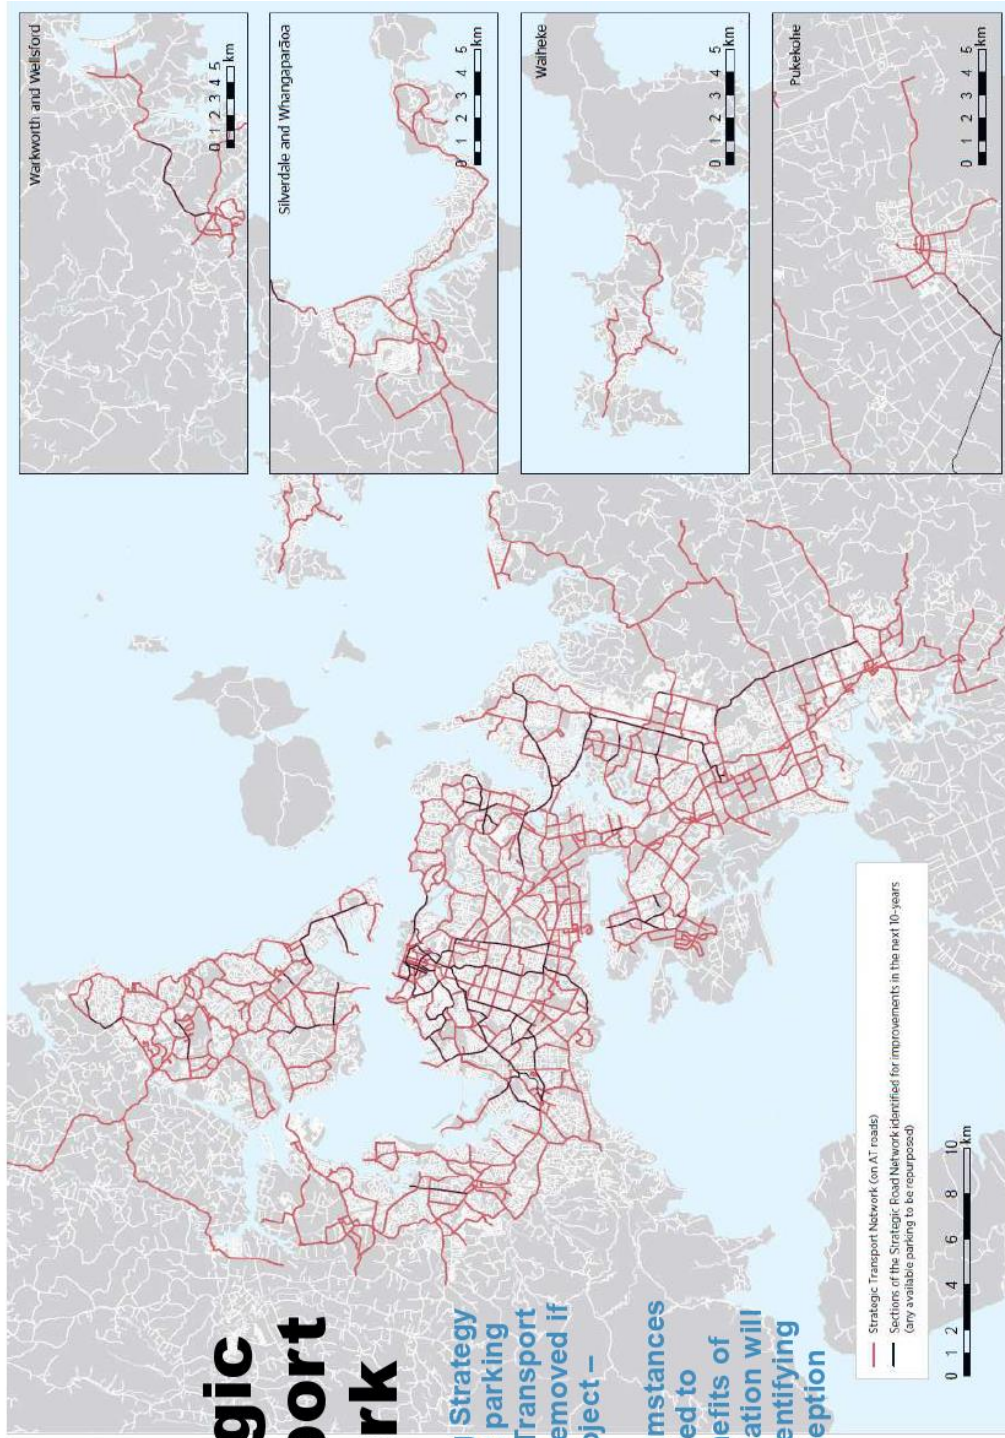 gic
port
rk
Strategy
parking
Transport
emoved if
oject –
mstances
ed to
nefits of
ation will
entifying
eption
Strategic Transport Network (on AT roads)
Sections of the Strategic Road Network identified for improvements in the next 10-years
(any available parking to be repurposed)
0 1 2 4 6 8 10
km
Warkworth and Wellsford
0 1 2 3 4 5
km
Silverdale and Whangaparāoa
0 1 2 3 4 5
km
Waiheke
0 1 2 3 4 5
km
Pukekohe
0 1 2 3 4 5
km